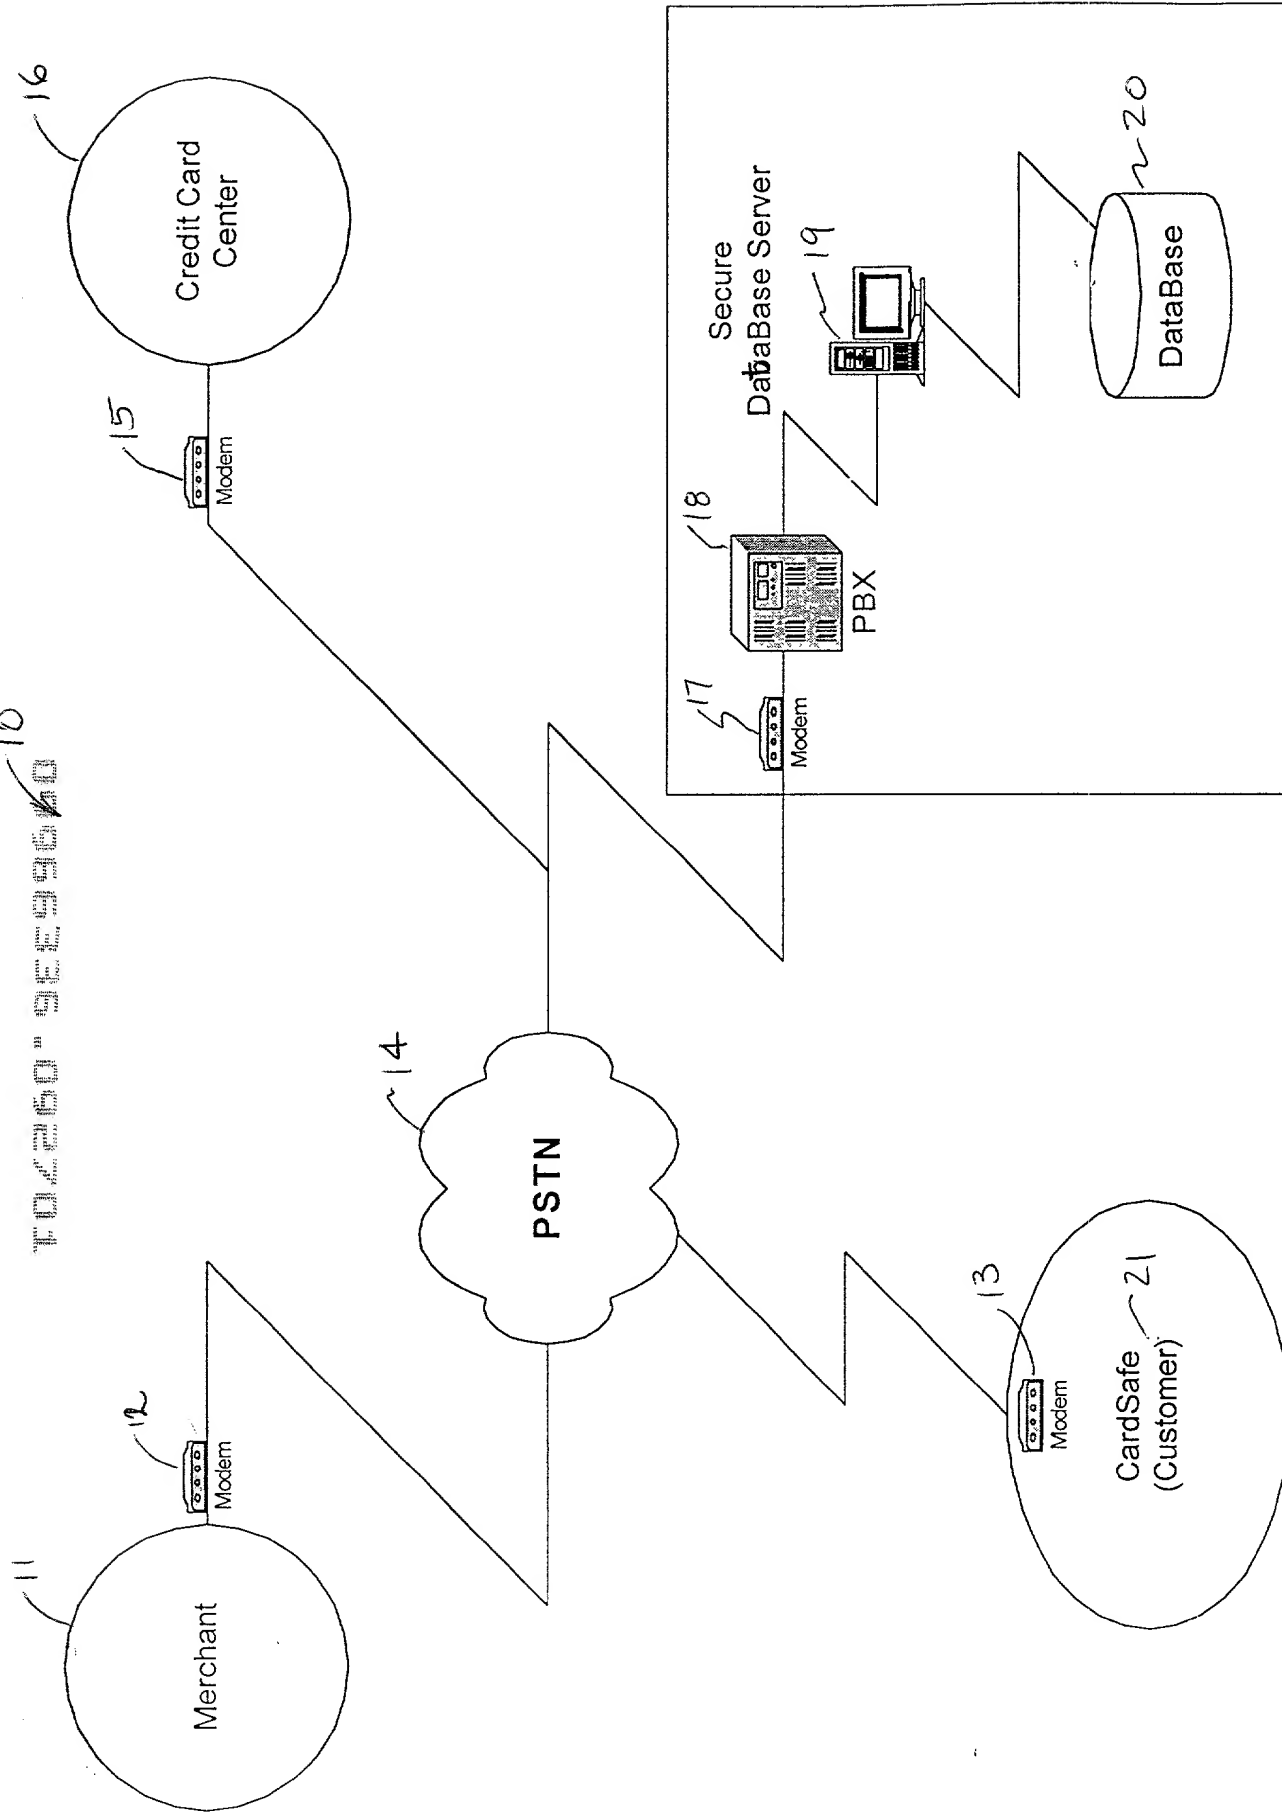 10
11
Merchant
12
Modem
15
Modem
16
Credit Card
Center
14
PSTN
13
Modem
CardSafe
(Customer)
21
17
Modem
18
PBX
Secure
DataBase Server
19
20
DataBase